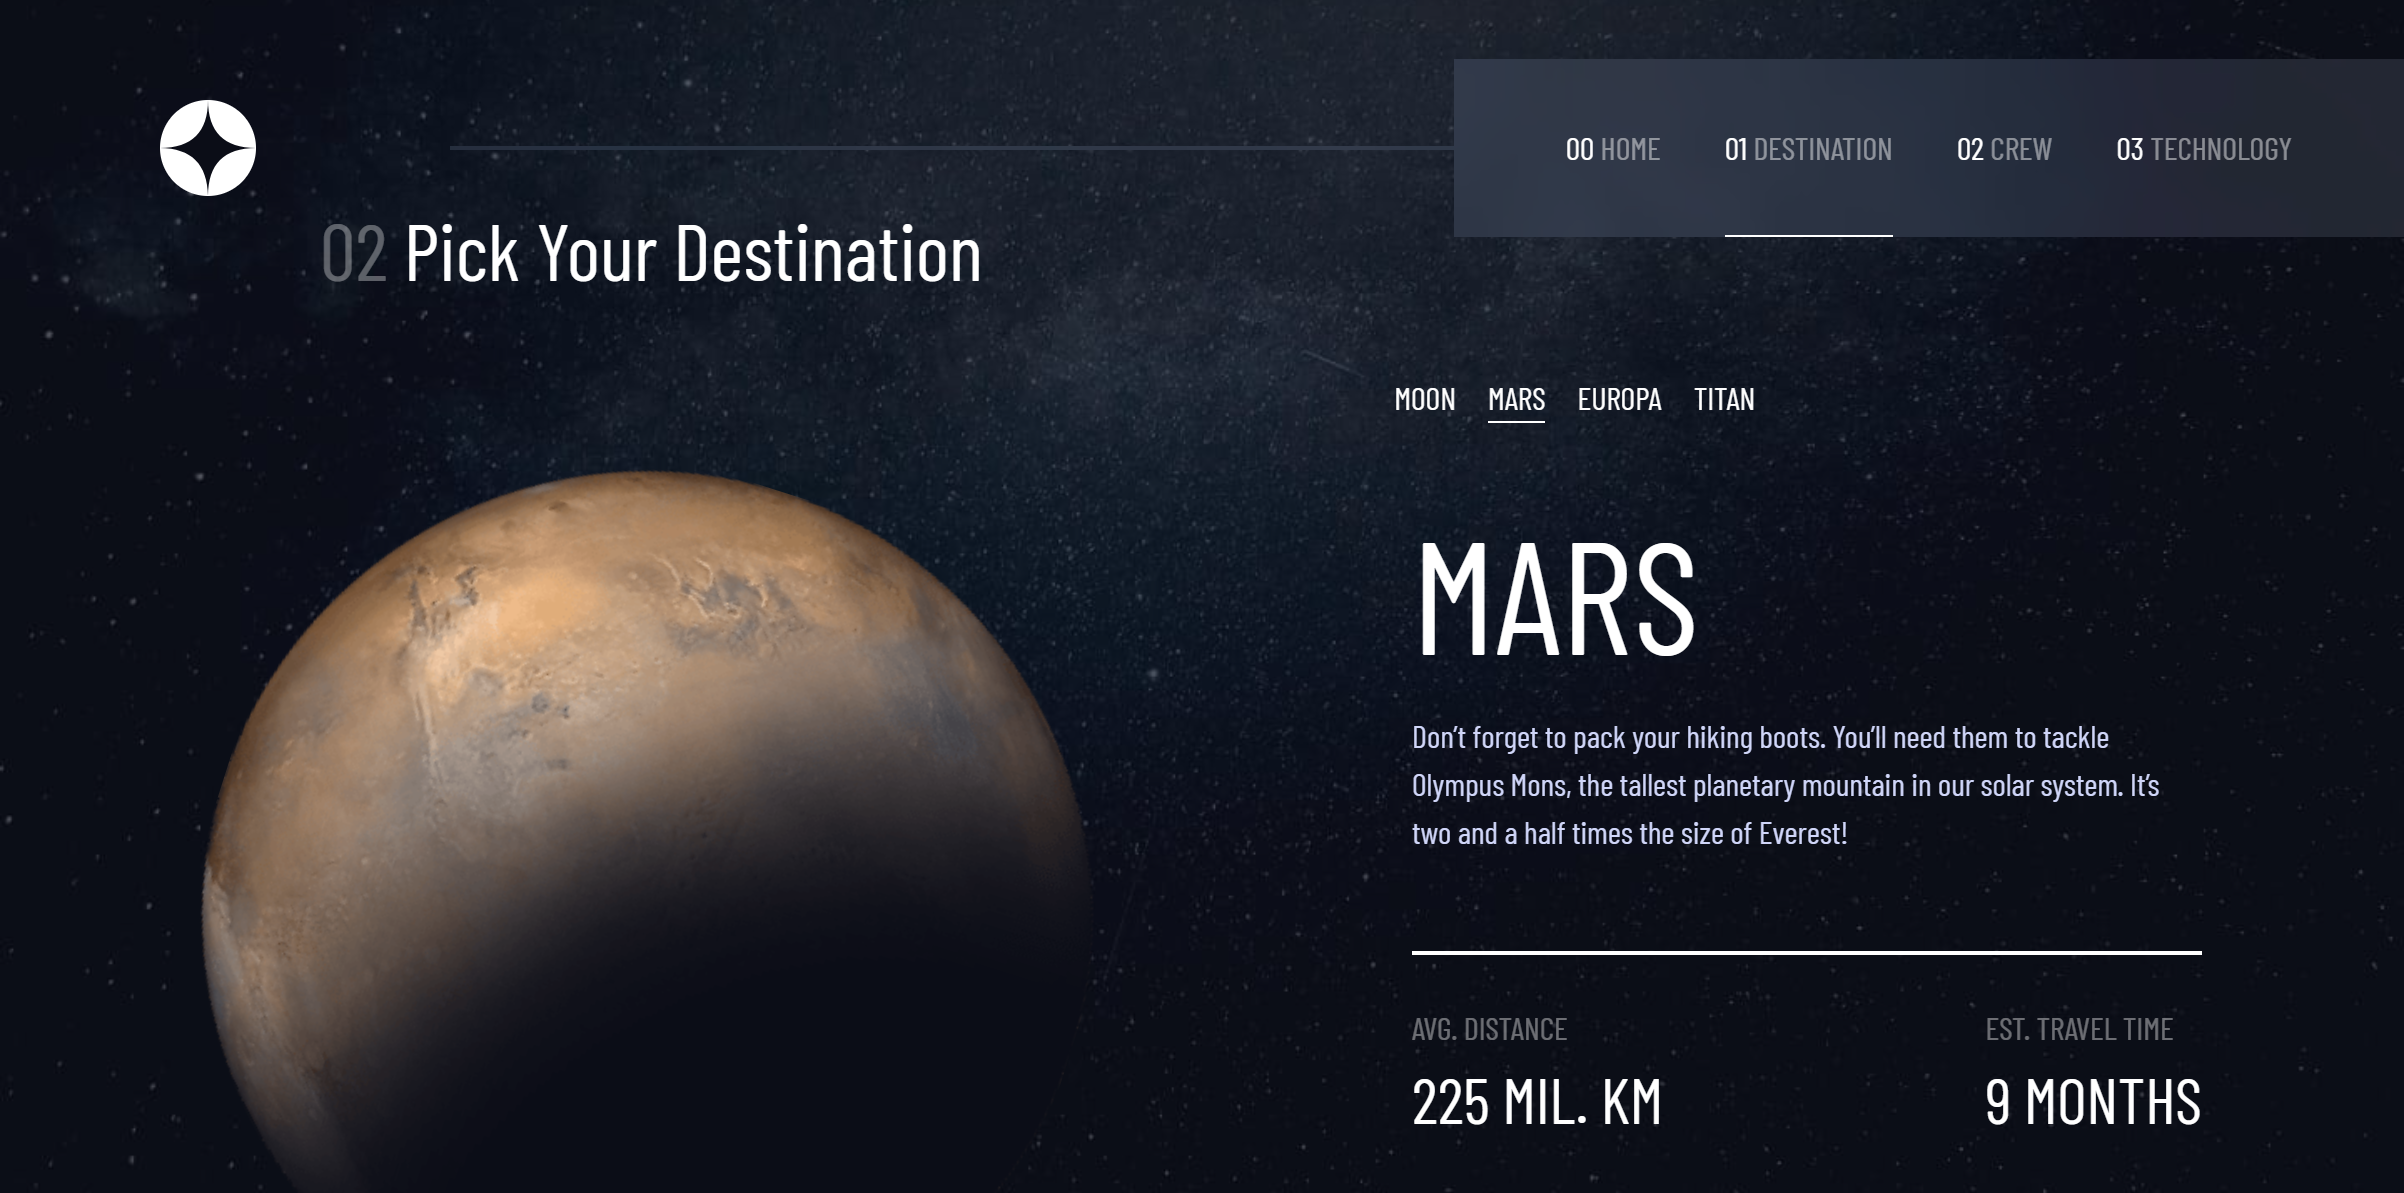 00 HOME 01 DESTINATION 02 CREW 03 TECHNOLOGY
02 Pick Your Destination
MOON MARS EUROPA TITAN
MARS
Don’t forget to pack your hiking boots. You’ll need them to tackle
Olympus Mons, the tallest planetary mountain in our solar system. It’s
two and a half times the size of Everest!
AVG. DISTANCE
225 MIL. KM
EST. TRAVEL TIME
9 MONTHS